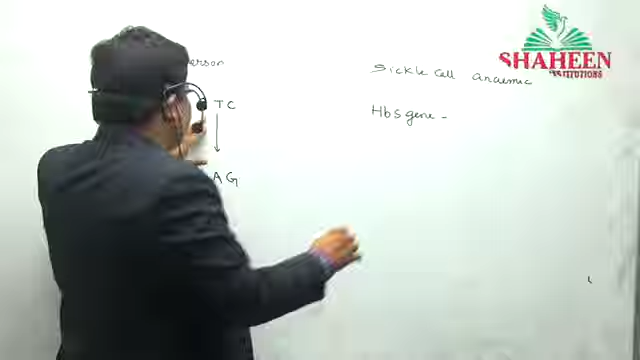 erson
TC
AG
Sickle Cell anaemic
Hbs gene -
SHAHEEN
INSTITUTIONS